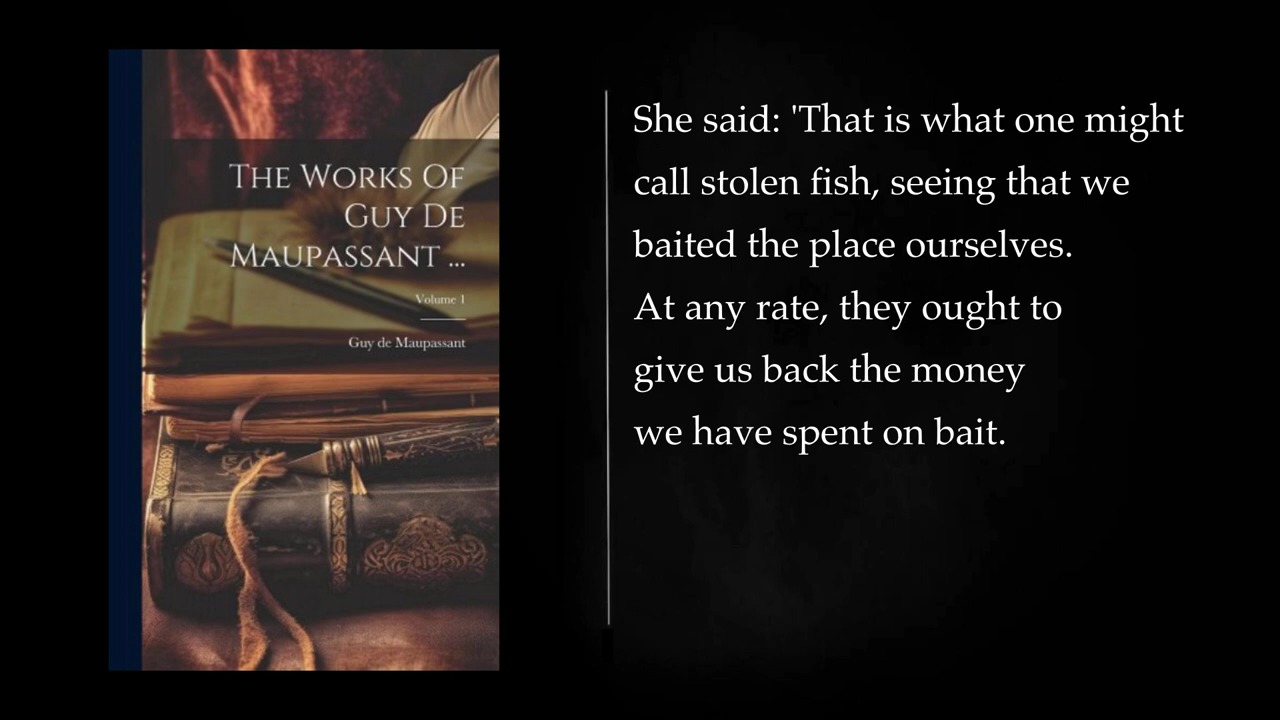 THE WORKS OF
GUY DE
MAUPASSANT ...
Volume 1
Guy de Maupassant
She said: 'That is what one might
call stolen fish, seeing that we
baited the place ourselves.
At any rate, they ought to
give us back the money
we have spent on bait.